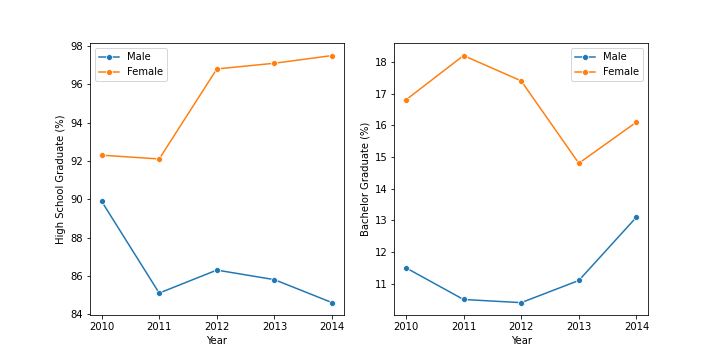 98
96
94
92
90
88
86
84
High School Graduate (%)
Male
Female
2010 2011 2012 2013 2014
Year
18
17
16
15
14
13
12
11
Bachelor Graduate (%)
Male
Female
2010 2011 2012 2013 2014
Year